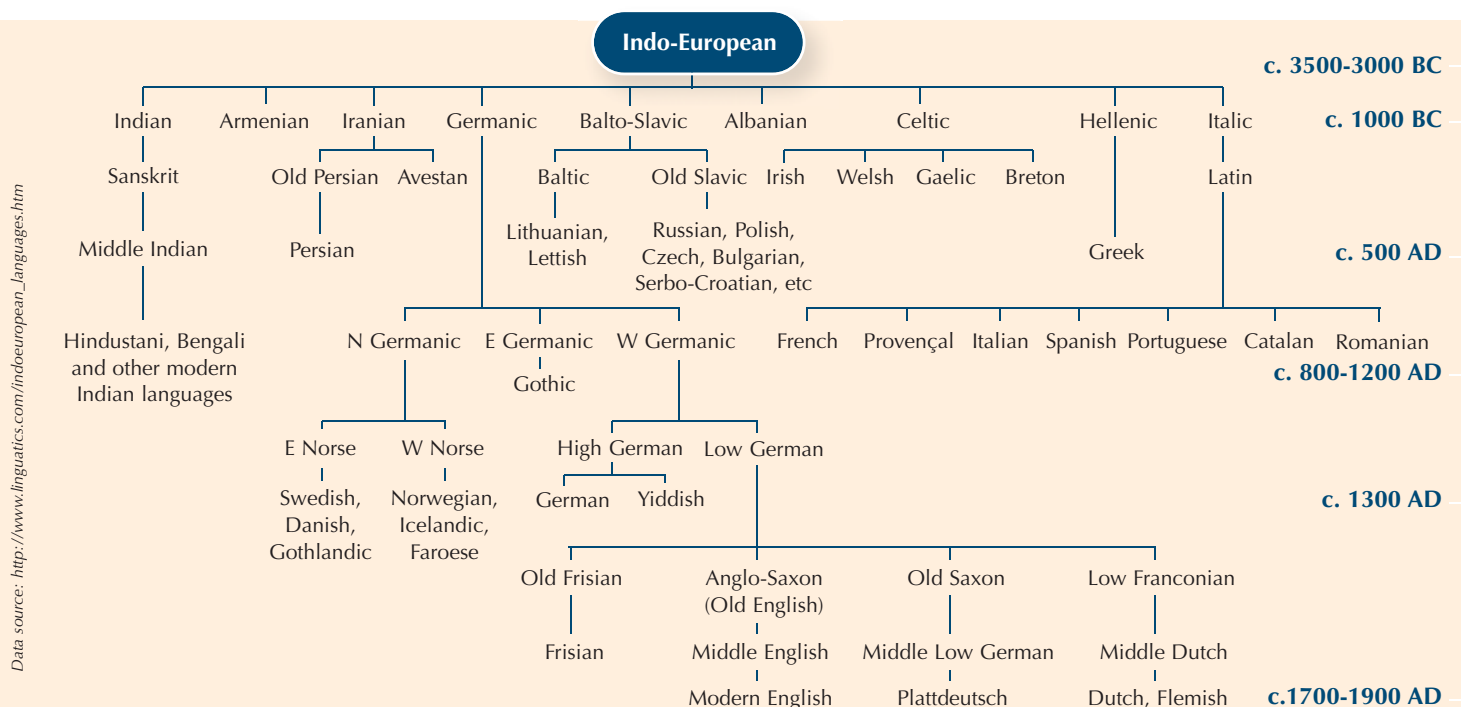 Indo-European
c. 3500-3000 BC
Indian Armenian Iranian Germanic Balto-Slavic Albanian Celtic Hellenic Italic c. 1000 BC
Sanskrit Old Persian Avestan Baltic Old Slavic Irish Welsh Gaelic Breton Latin
Lithuanian,
Lettish
Russian, Polish,
Czech, Bulgarian,
Serbo-Croatian, etc
Middle Indian Persian Greek c. 500 AD
Hindustani, Bengali
and other modern
Indian languages
N Germanic E Germanic W Germanic French Provençal Italian Spanish Portuguese Catalan Romanian
Gothic
c. 800-1200 AD
E Norse W Norse High German Low German
Swedish,
Danish,
Gothlandic
Norwegian,
Icelandic,
Faroese
German Yiddish c. 1300 AD
Old Frisian Anglo-Saxon
(Old English)
Old Saxon Low Franconian
Frisian Middle English Middle Low German Middle Dutch
Modern English Plattdeutsch Dutch, Flemish c.1700-1900 AD
Data source: http://www.linguatics.com/indoeuropean_languages.htm